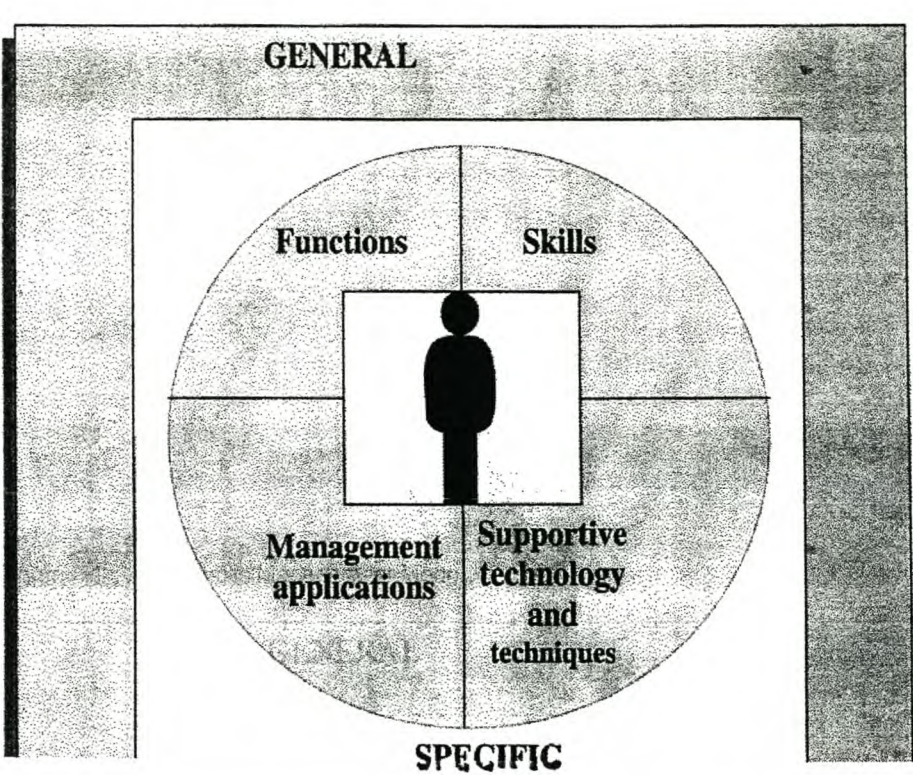 GENERAL
Functions
Skills
Management
applications
Supportive
technology
and
techniques
SPECIFIC